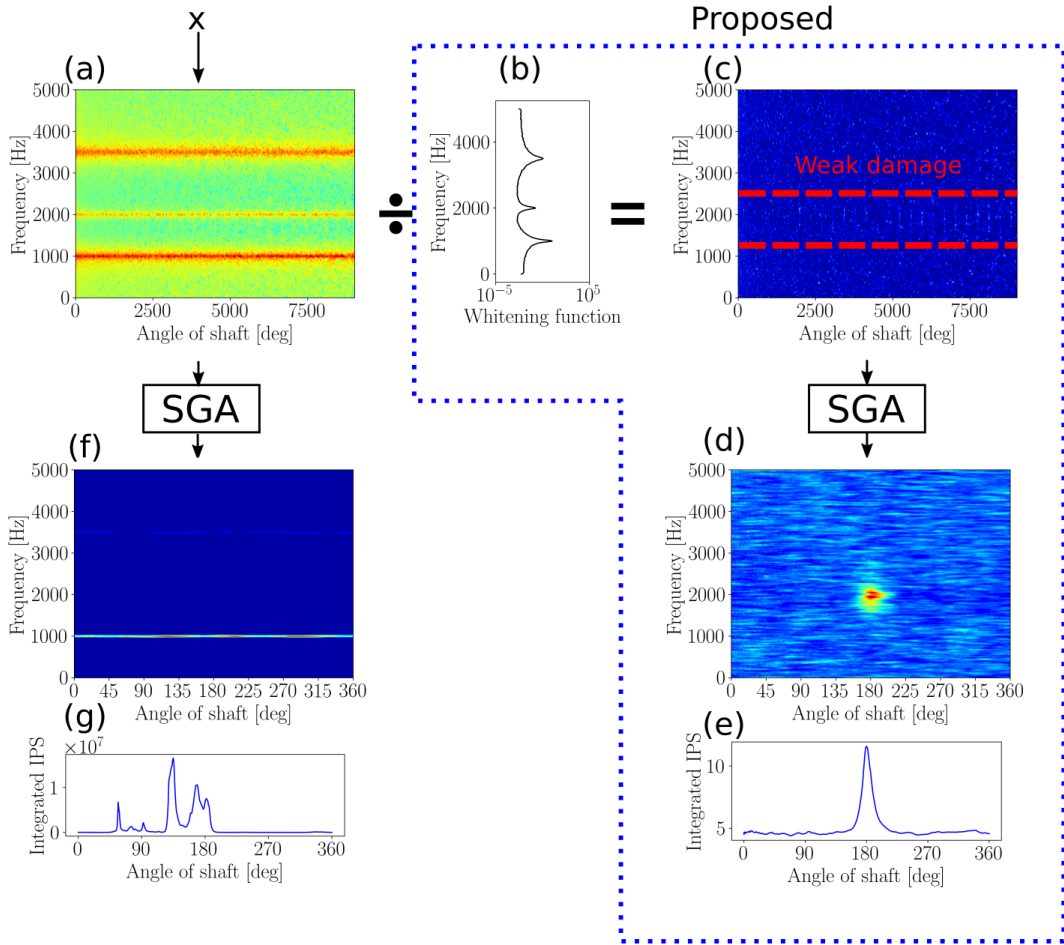 x
Proposed
(a)
(b)
(c)
5000
4000
3000
2000
1000
0
Frequency [Hz]
0
2500
5000
7500
Angle of shaft [deg]
÷
4000
2000
0
Frequency [Hz]
10⁻⁵
10⁵
Whitening function
=
5000
4000
3000
2000
1000
0
Frequency [Hz]
Weak damage
0
2500
5000
7500
Angle of shaft [deg]
SGA
SGA
(f)
(d)
5000
4000
3000
2000
1000
0
Frequency [Hz]
0 45 90 135 180 225 270 315 360
Angle of shaft [deg]
5000
4000
3000
2000
1000
0
Frequency [Hz]
0 45 90 135 180 225 270 315 360
Angle of shaft [deg]
(g)
×10⁷
1
0
Integrated IPS
0 90 180 270 360
Angle of shaft [deg]
(e)
10
5
Integrated IPS
0 90 180 270 360
Angle of shaft [deg]